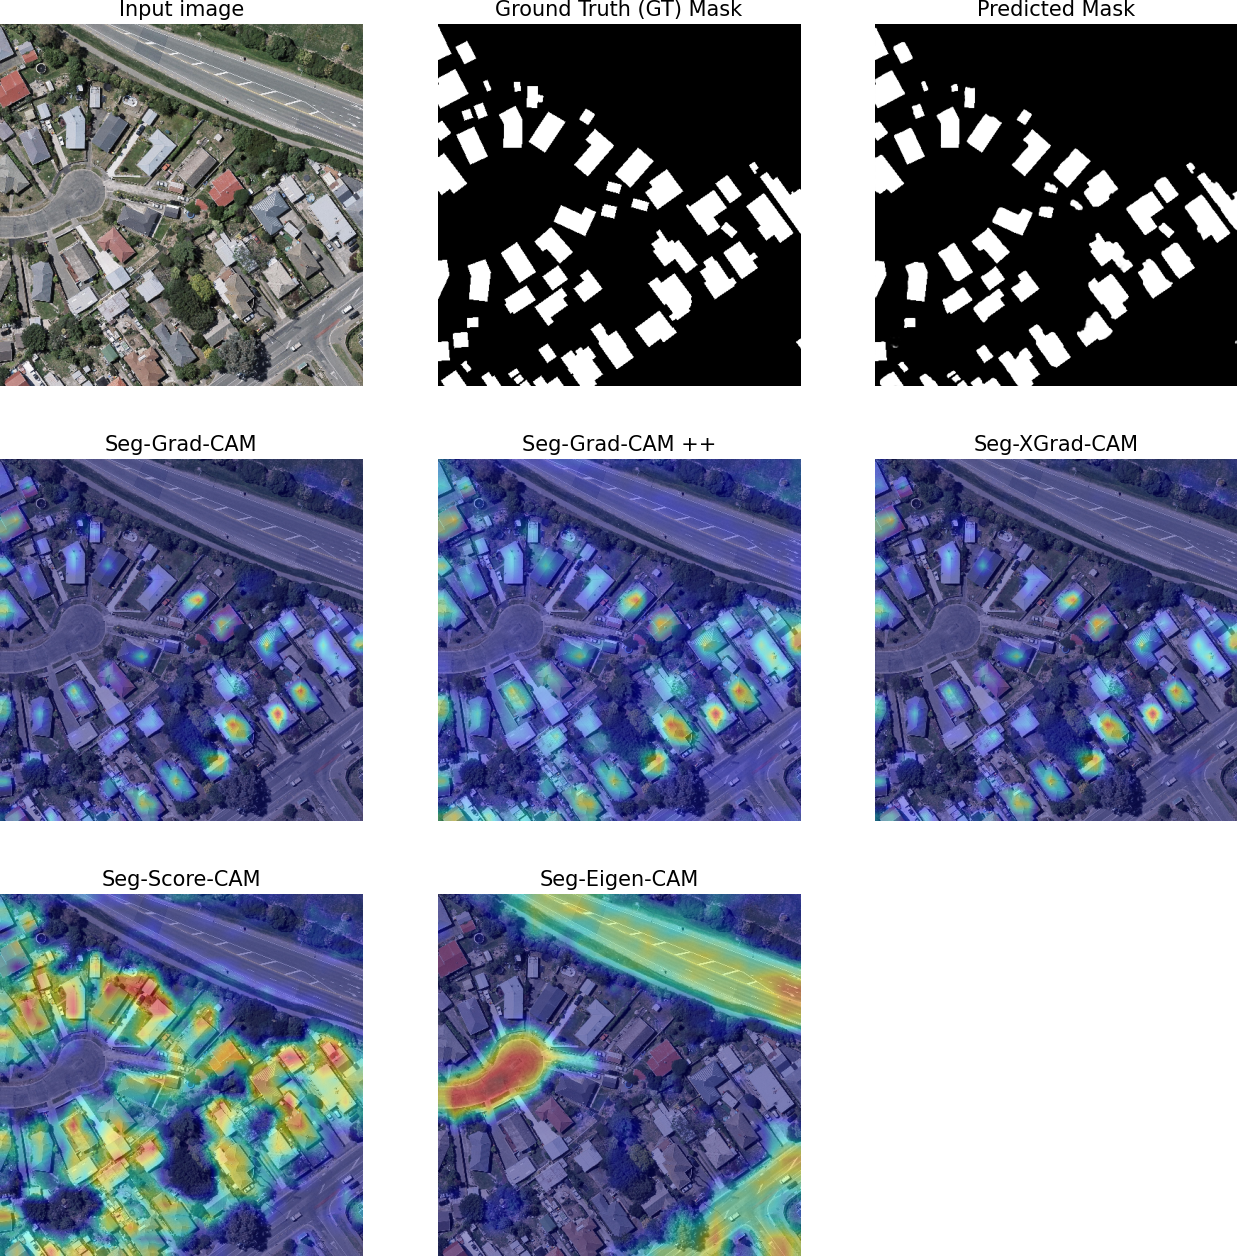 Input image
Ground Truth (GT) Mask
Predicted Mask
Seg-Grad-CAM
Seg-Grad-CAM ++
Seg-XGrad-CAM
Seg-Score-CAM
Seg-Eigen-CAM